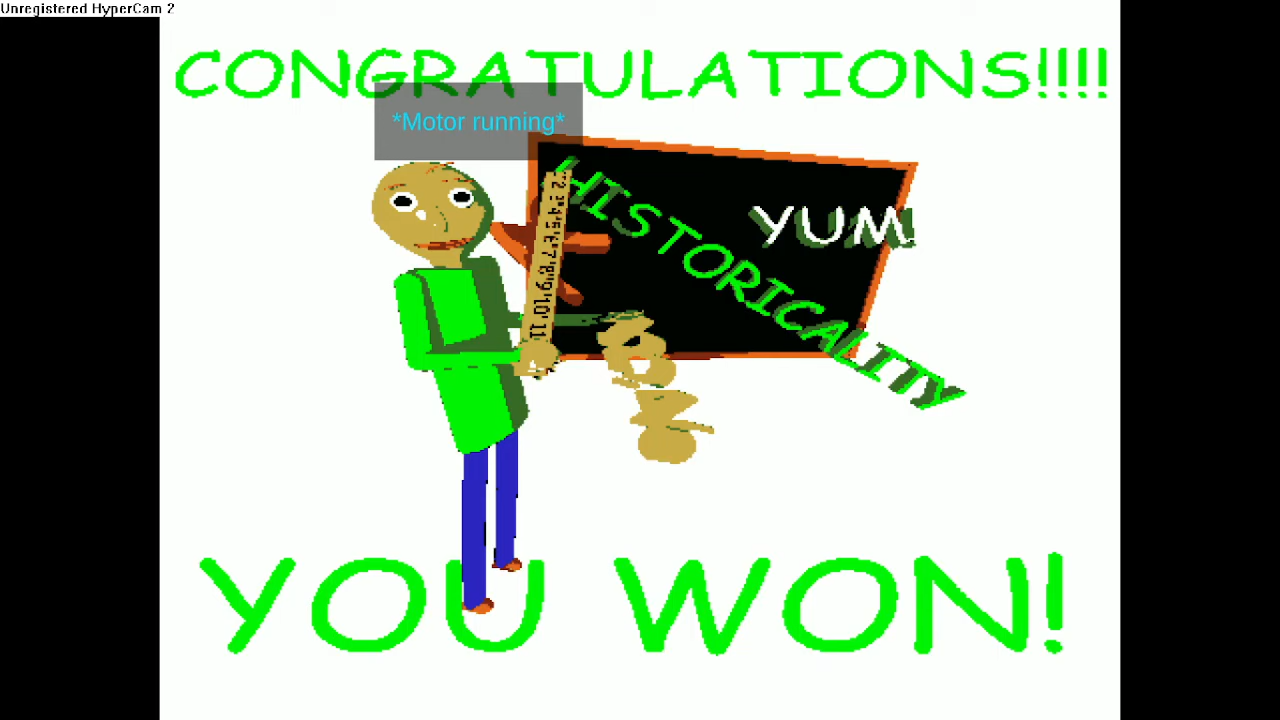 Unregistered HyperCam 2
CONGRATULATIONS!!!!
*Motor running*
HISTORICALITY
YUM!
YOU WON!